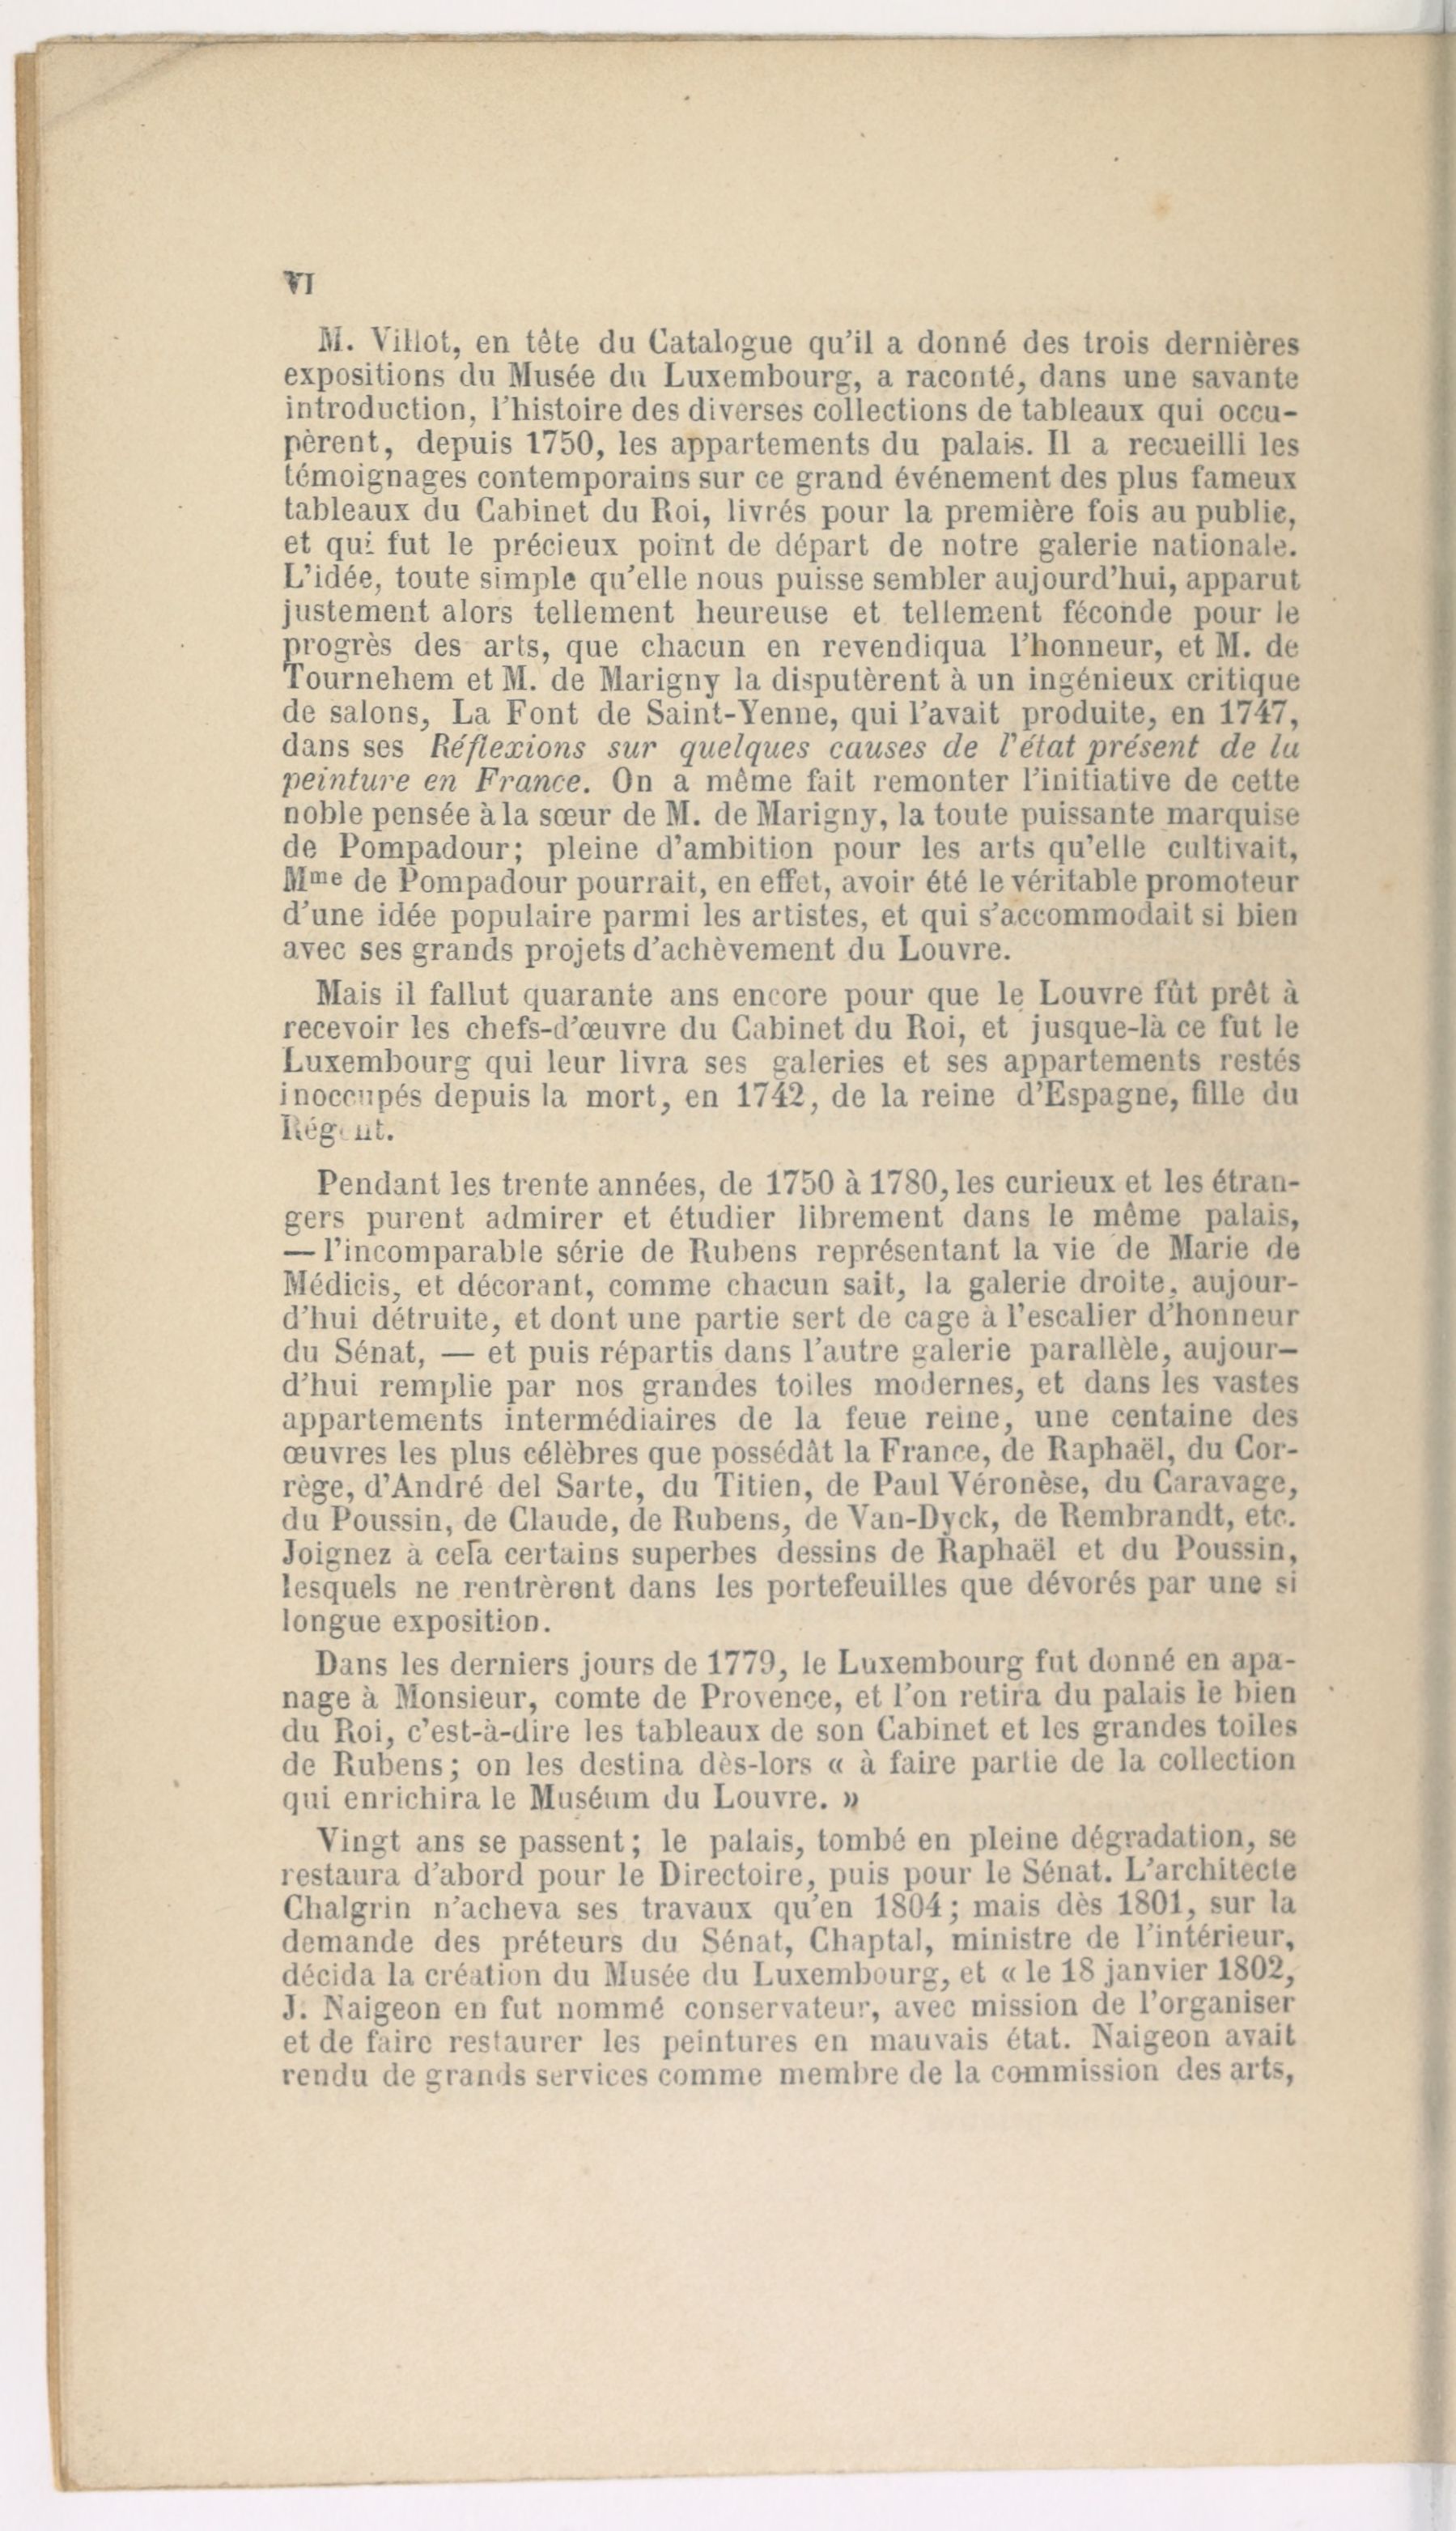 VI
M. Villot, en tête du Catalogue qu'il a donné des trois dernières
expositions du Musée du Luxembourg, a raconté, dans une savante
introduction, l'histoire des diverses collections de tableaux qui occu-
pèrent, depuis 1750, les appartements du palais. Il a recueilli les
témoignages contemporains sur ce grand événement des plus fameux
tableaux du Cabinet du Roi, livrés pour la première fois au public,
et qui fut le précieux point de départ de notre galerie nationale.
L'idée, toute simple qu'elle nous puisse sembler aujourd'hui, apparut
justement alors tellement heureuse et tellement féconde pour le
progrès des arts, que chacun en revendiqua l'honneur, et M. de
Tournehem et M. de Marigny la disputèrent à un ingénieux critique
de salons, La Font de Saint-Yenne, qui l'avait produite, en 1747,
dans ses Réflexions sur quelques causes de l'état présent de la
peinture en France. On a même fait remonter l'initiative de cette
noble pensée à la sœur de M. de Marigny, la toute puissante marquise
de Pompadour; pleine d'ambition pour les arts qu'elle cultivait,
Mme de Pompadour pourrait, en effet, avoir été le véritable promoteur
d'une idée populaire parmi les artistes, et qui s'accommodait si bien
avec ses grands projets d'achèvement du Louvre.
Mais il fallut quarante ans encore pour que le Louvre fût prêt à
recevoir les chefs-d'œuvre du Cabinet du Roi, et jusque-là ce fut le
Luxembourg qui leur livra ses galeries et ses appartements restés
inoccupés depuis la mort, en 1742, de la reine d'Espagne, fille du
Régent.
Pendant les trente années, de 1750 à 1780, les curieux et les étran-
gers purent admirer et étudier librement dans le même palais,
— l'incomparable série de Rubens représentant la vie de Marie de
Médicis, et décorant, comme chacun sait, la galerie droite, aujour-
d'hui détruite, et dont une partie sert de cage à l'escalier d'honneur
du Sénat, — et puis répartis dans l'autre galerie parallèle, aujour-
d'hui remplie par nos grandes toiles modernes, et dans les vastes
appartements intermédiaires de la feue reine, une centaine des
œuvres les plus célèbres que possédât la France, de Raphaël, du Cor-
rège, d'André del Sarte, du Titien, de Paul Véronèse, du Caravage,
du Poussin, de Claude, de Rubens, de Van-Dyck, de Rembrandt, etc.
Joignez à cela certains superbes dessins de Raphaël et du Poussin,
lesquels ne rentrèrent dans les portefeuilles que dévorés par une si
longue exposition.
Dans les derniers jours de 1779, le Luxembourg fut donné en apa-
nage à Monsieur, comte de Provence, et l'on retira du palais le bien
du Roi, c'est-à-dire les tableaux de son Cabinet et les grandes toiles
de Rubens; on les destina dès-lors « à faire partie de la collection
qui enrichira le Muséum du Louvre. »
Vingt ans se passent; le palais, tombé en pleine dégradation, se
restaura d'abord pour le Directoire, puis pour le Sénat. L'architecte
Chalgrin n'acheva ses travaux qu'en 1804; mais dès 1801, sur la
demande des préteurs du Sénat, Chaptal, ministre de l'intérieur,
décida la création du Musée du Luxembourg, et « le 18 janvier 1802,
J. Naigeon en fut nommé conservateur, avec mission de l'organiser
et de faire restaurer les peintures en mauvais état. Naigeon avait
rendu de grands services comme membre de la commission des arts,